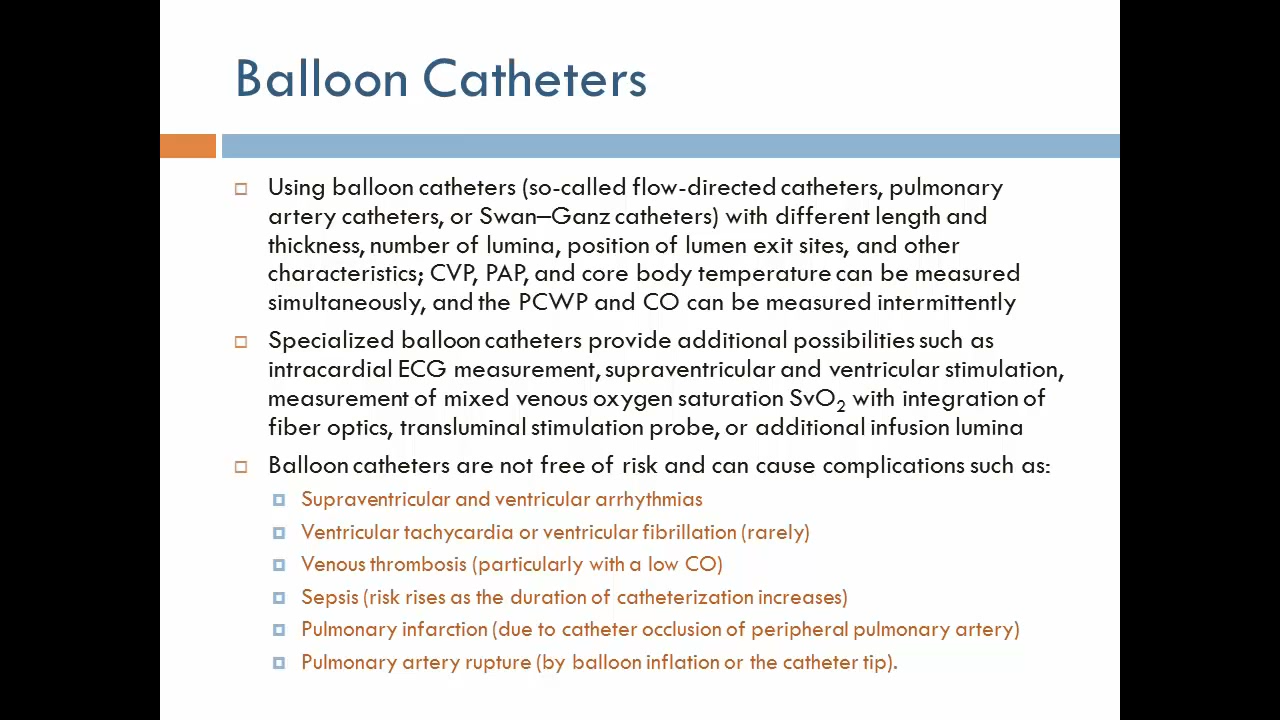 Balloon Catheters
Using balloon catheters (so-called flow-directed catheters, pulmonary
artery catheters, or Swan–Ganz catheters) with different length and
thickness, number of lumina, position of lumen exit sites, and other
characteristics; CVP, PAP, and core body temperature can be measured
simultaneously, and the PCWP and CO can be measured intermittently
Specialized balloon catheters provide additional possibilities such as
intracardial ECG measurement, supraventricular and ventricular stimulation,
measurement of mixed venous oxygen saturation SvO₂ with integration of
fiber optics, transluminal stimulation probe, or additional infusion lumina
Balloon catheters are not free of risk and can cause complications such as:
Supraventricular and ventricular arrhythmias
Ventricular tachycardia or ventricular fibrillation (rarely)
Venous thrombosis (particularly with a low CO)
Sepsis (risk rises as the duration of catheterization increases)
Pulmonary infarction (due to catheter occlusion of peripheral pulmonary artery)
Pulmonary artery rupture (by balloon inflation or the catheter tip).